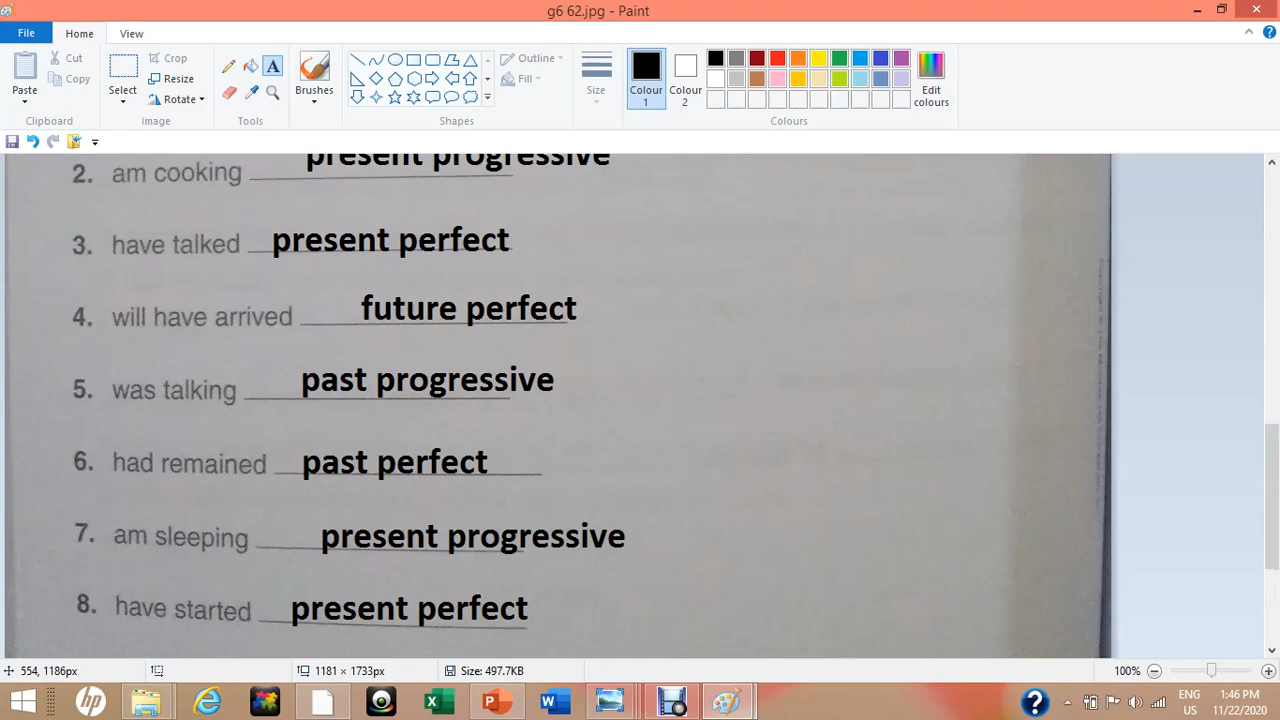 g6 62.jpg - Paint
File Home View
Paste
Cut
Copy
Clipboard
Select
Crop
Resize
Rotate
Image
Tools
Brushes
Shapes
Outline
Fill
Size
Colour 1
Colour 2
Edit colours
Colours
2. am cooking present progressive
3. have talked present perfect
4. will have arrived future perfect
5. was talking past progressive
6. had remained past perfect
7. am sleeping present progressive
8. have started present perfect
554, 1186px 1181 × 1733px Size: 497.7KB 100%
ENG US
1:46 PM
11/22/2020